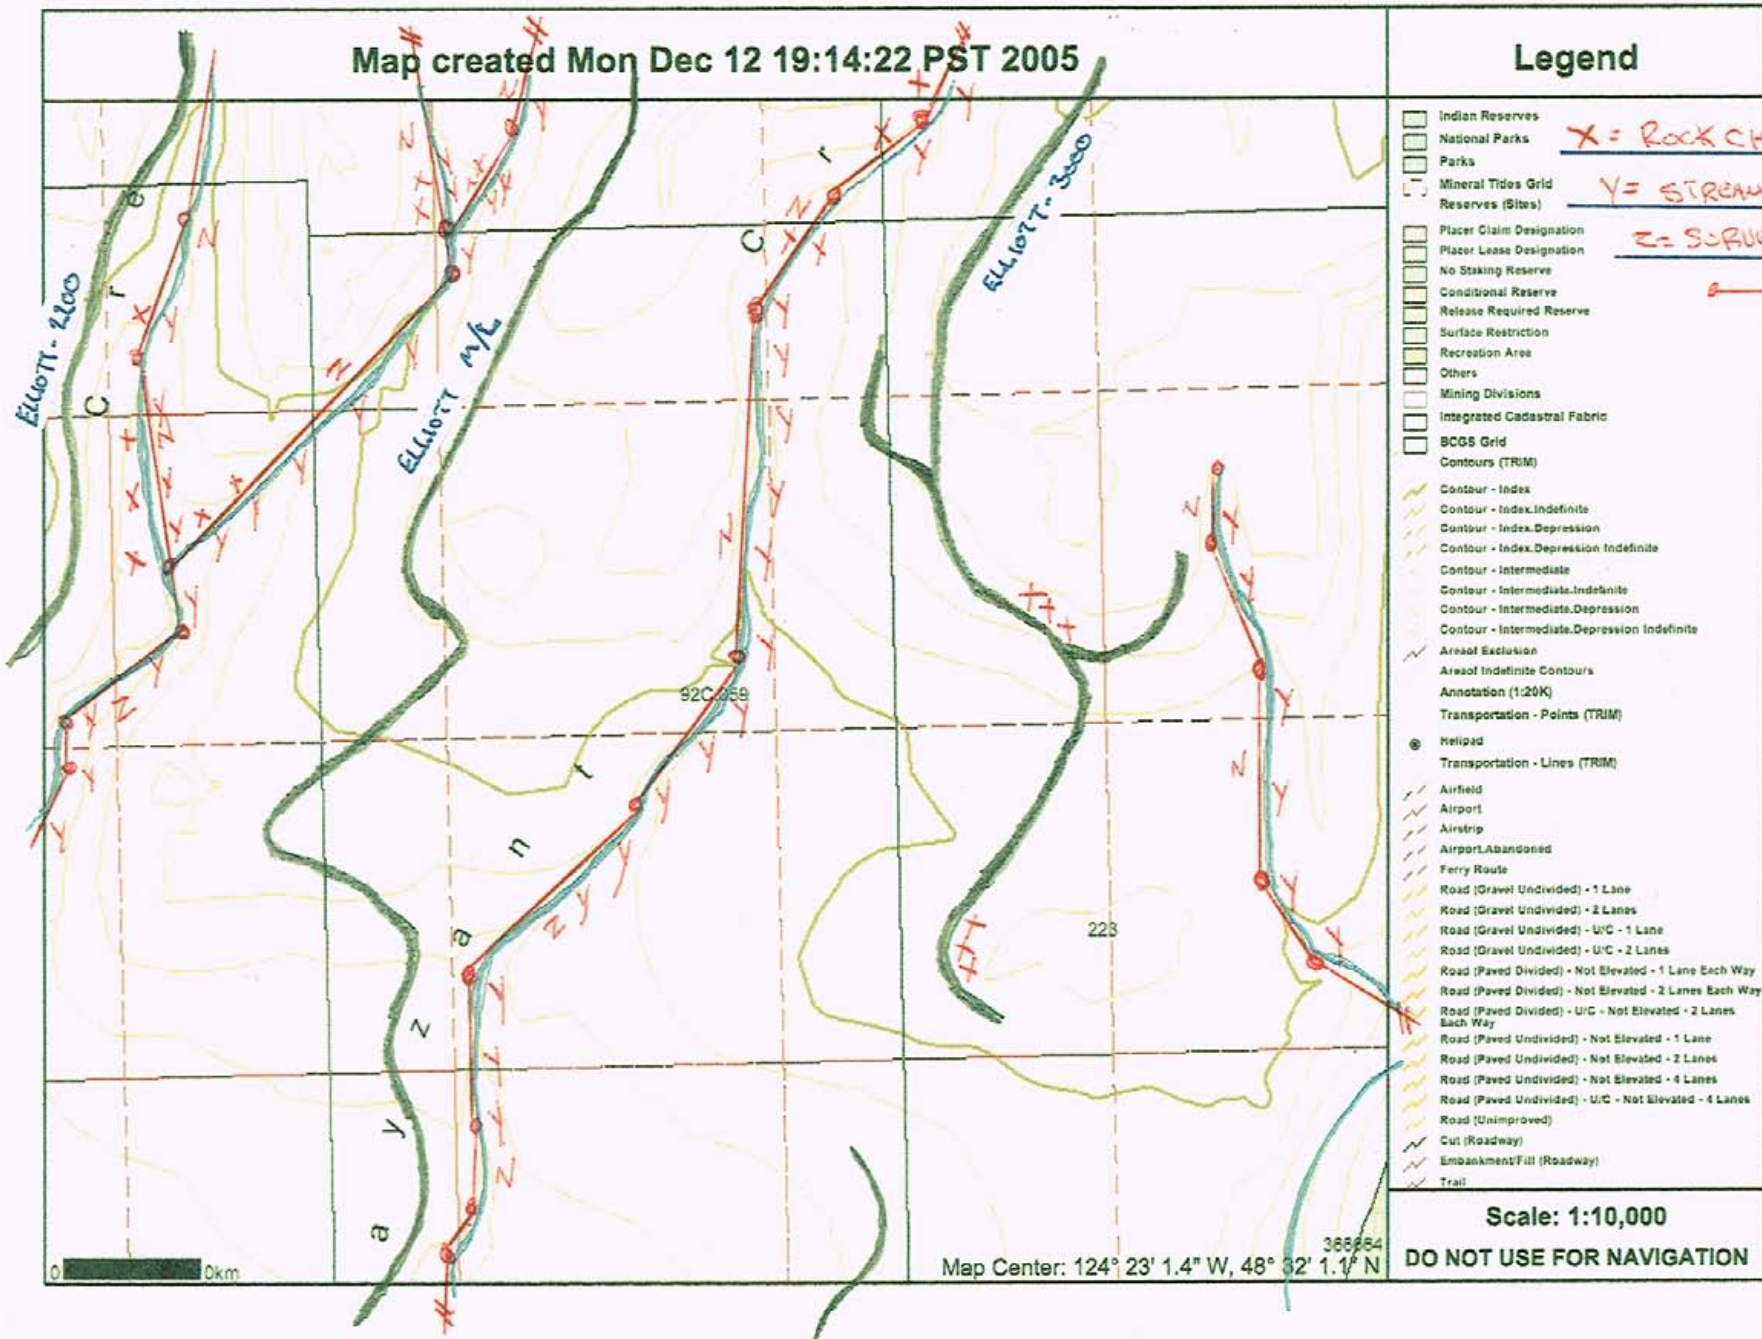 Map created Mon Dec 12 19:14:22 PST 2005
ELLIOTT - 2200
ELLIOTT M/L
ELLIOTT - 3000
C r e
C r
a y z a n t
92C.059
223
366664
0
0km
Map Center: 124° 23' 1.4" W, 48° 32' 1.1" N
Legend
Indian Reserves
National Parks
Parks
Mineral Titles Grid
Reserves (Sites)
Placer Claim Designation
Placer Lease Designation
No Staking Reserve
Conditional Reserve
Release Required Reserve
Surface Restriction
Recreation Area
Others
Mining Divisions
Integrated Cadastral Fabric
BCGS Grid
Contours (TRIM)
Contour - Index
Contour - Index.Indefinite
Contour - Index.Depression
Contour - Index.Depression Indefinite
Contour - Intermediate
Contour - Intermediate.Indefinite
Contour - Intermediate.Depression
Contour - Intermediate.Depression Indefinite
Areaof Exclusion
Areaof Indefinite Contours
Annotation (1:20K)
Transportation - Points (TRIM)
Helipad
Transportation - Lines (TRIM)
Airfield
Airport
Airstrip
Airport.Abandoned
Ferry Route
Road (Gravel Undivided) - 1 Lane
Road (Gravel Undivided) - 2 Lanes
Road (Gravel Undivided) - U/C - 1 Lane
Road (Gravel Undivided) - U/C - 2 Lanes
Road (Paved Divided) - Not Elevated - 1 Lane Each Way
Road (Paved Divided) - Not Elevated - 2 Lanes Each Way
Road (Paved Divided) - U/C - Not Elevated - 2 Lanes
Each Way
Road (Paved Undivided) - Not Elevated - 1 Lane
Road (Paved Undivided) - Not Elevated - 2 Lanes
Road (Paved Undivided) - Not Elevated - 4 Lanes
Road (Paved Undivided) - U/C - Not Elevated - 4 Lanes
Road (Unimproved)
Cut (Roadway)
Embankment/Fill (Roadway)
Trail
X = ROCK CH
Y = STREAM
Z = SORU
Scale: 1:10,000
DO NOT USE FOR NAVIGATION